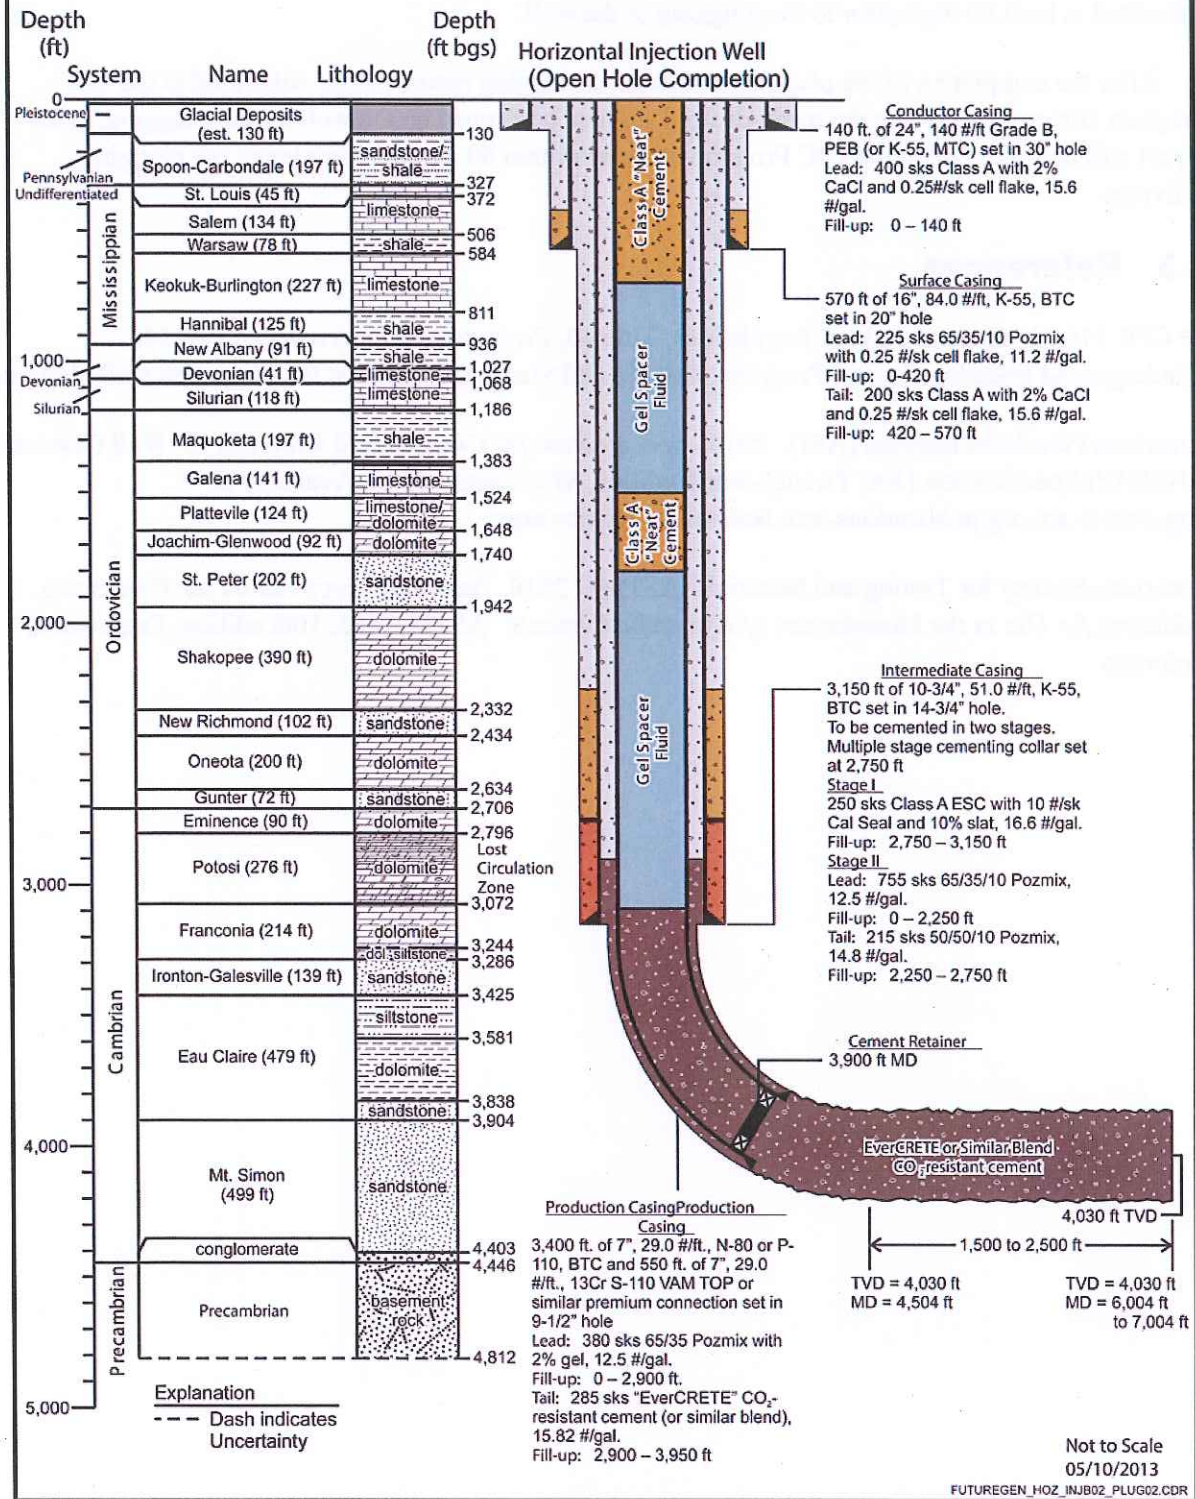 Depth
(ft)
System
Name
Lithology
Depth
(ft bgs)
Horizontal Injection Well
(Open Hole Completion)
0
Pleistocene
Glacial Deposits
(est. 130 ft)
130
Spoon-Carbondale (197 ft)
sandstone/
shale
Pennsylvanian
Undifferentiated
327
St. Louis (45 ft)
372
Mississippian
Salem (134 ft)
limestone
506
Warsaw (78 ft)
shale
584
Keokuk-Burlington (227 ft)
limestone
811
Hannibal (125 ft)
shale
936
New Albany (91 ft)
shale
1,000
1,027
Devonian
Devonian (41 ft)
limestone
1,068
Silurian
Silurian (118 ft)
limestone
1,186
Ordovician
Maquoketa (197 ft)
shale
1,383
Galena (141 ft)
limestone
1,524
Plattevile (124 ft)
limestone/
dolomite
1,648
Joachim-Glenwood (92 ft)
dolomite
1,740
St. Peter (202 ft)
sandstone
1,942
2,000
Shakopee (390 ft)
dolomite
2,332
New Richmond (102 ft)
sandstone
2,434
Oneota (200 ft)
dolomite
2,634
Gunter (72 ft)
sandstone
2,706
Cambrian
Eminence (90 ft)
dolomite
2,796
Potosi (276 ft)
dolomite
Lost
Circulation
Zone
3,000
3,072
Franconia (214 ft)
dolomite
3,244
dol. siltstone
3,286
Ironton-Galesville (139 ft)
sandstone
3,425
Eau Claire (479 ft)
siltstone
3,581
dolomite
3,838
sandstone
3,904
4,000
Mt. Simon
(499 ft)
sandstone
conglomerate
4,403
4,446
Precambrian
Precambrian
basement
rock
4,812
5,000
Explanation
Dash indicates
Uncertainty
Class A "Neat"
Cement
Gel Spacer
Fluid
Class A
"Neat"
Cement
Gel Spacer
Fluid
Conductor Casing
140 ft. of 24", 140 #/ft Grade B,
PEB (or K-55, MTC) set in 30" hole
Lead: 400 sks Class A with 2%
CaCl and 0.25#/sk cell flake, 15.6
#/gal.
Fill-up: 0 – 140 ft
Surface Casing
570 ft of 16", 84.0 #/ft, K-55, BTC
set in 20" hole
Lead: 225 sks 65/35/10 Pozmix
with 0.25 #/sk cell flake, 11.2 #/gal.
Fill-up: 0-420 ft
Tail: 200 sks Class A with 2% CaCl
and 0.25 #/sk cell flake, 15.6 #/gal.
Fill-up: 420 – 570 ft
Intermediate Casing
3,150 ft of 10-3/4", 51.0 #/ft, K-55,
BTC set in 14-3/4" hole.
To be cemented in two stages.
Multiple stage cementing collar set
at 2,750 ft
Stage I
250 sks Class A ESC with 10 #/sk
Cal Seal and 10% slat, 16.6 #/gal.
Fill-up: 2,750 – 3,150 ft
Stage II
Lead: 755 sks 65/35/10 Pozmix,
12.5 #/gal.
Fill-up: 0 – 2,250 ft
Tail: 215 sks 50/50/10 Pozmix,
14.8 #/gal.
Fill-up: 2,250 – 2,750 ft
Cement Retainer
3,900 ft MD
EverCRETE or Similar Blend
CO₂-resistant cement
4,030 ft TVD
1,500 to 2,500 ft
TVD = 4,030 ft
MD = 4,504 ft
TVD = 4,030 ft
MD = 6,004 ft
to 7,004 ft
Production CasingProduction
Casing
3,400 ft. of 7", 29.0 #/ft., N-80 or P-
110, BTC and 550 ft. of 7", 29.0
#/ft., 13Cr S-110 VAM TOP or
similar premium connection set in
9-1/2" hole
Lead: 380 sks 65/35 Pozmix with
2% gel, 12.5 #/gal.
Fill-up: 0 – 2,900 ft.
Tail: 285 sks "EverCRETE" CO₂-
resistant cement (or similar blend),
15.82 #/gal.
Fill-up: 2,900 – 3,950 ft
Not to Scale
05/10/2013
FUTUREGEN_HOZ_INJB02_PLUG02.CDR